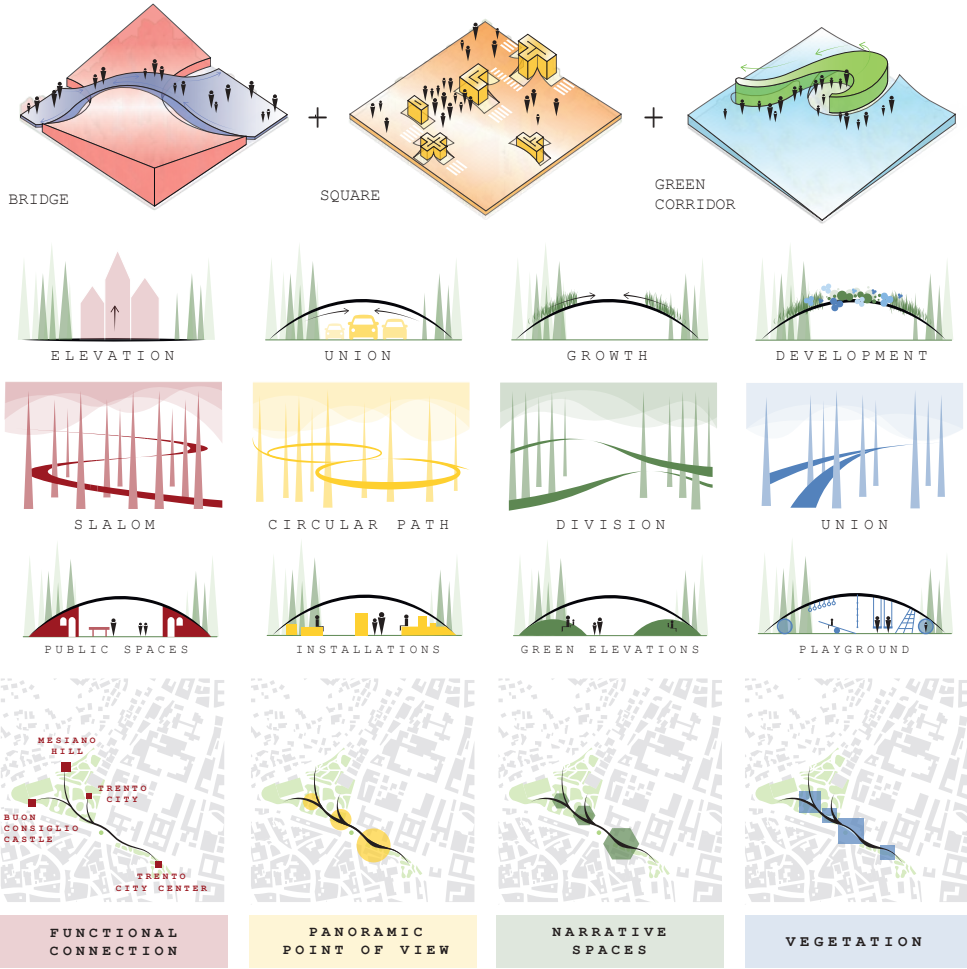 BRIDGE
+
SQUARE
+
GREEN
CORRIDOR
ELEVATION
UNION
GROWTH
DEVELOPMENT
SLALOM
CIRCULAR PATH
DIVISION
UNION
PUBLIC SPACES
INSTALLATIONS
GREEN ELEVATIONS
PLAYGROUND
MESIANO
HILL
TRENTO
CITY
BUON
CONSIGLIO
CASTLE
TRENTO
CITY CENTER
FUNCTIONAL
CONNECTION
PANORAMIC
POINT OF VIEW
NARRATIVE
SPACES
VEGETATION